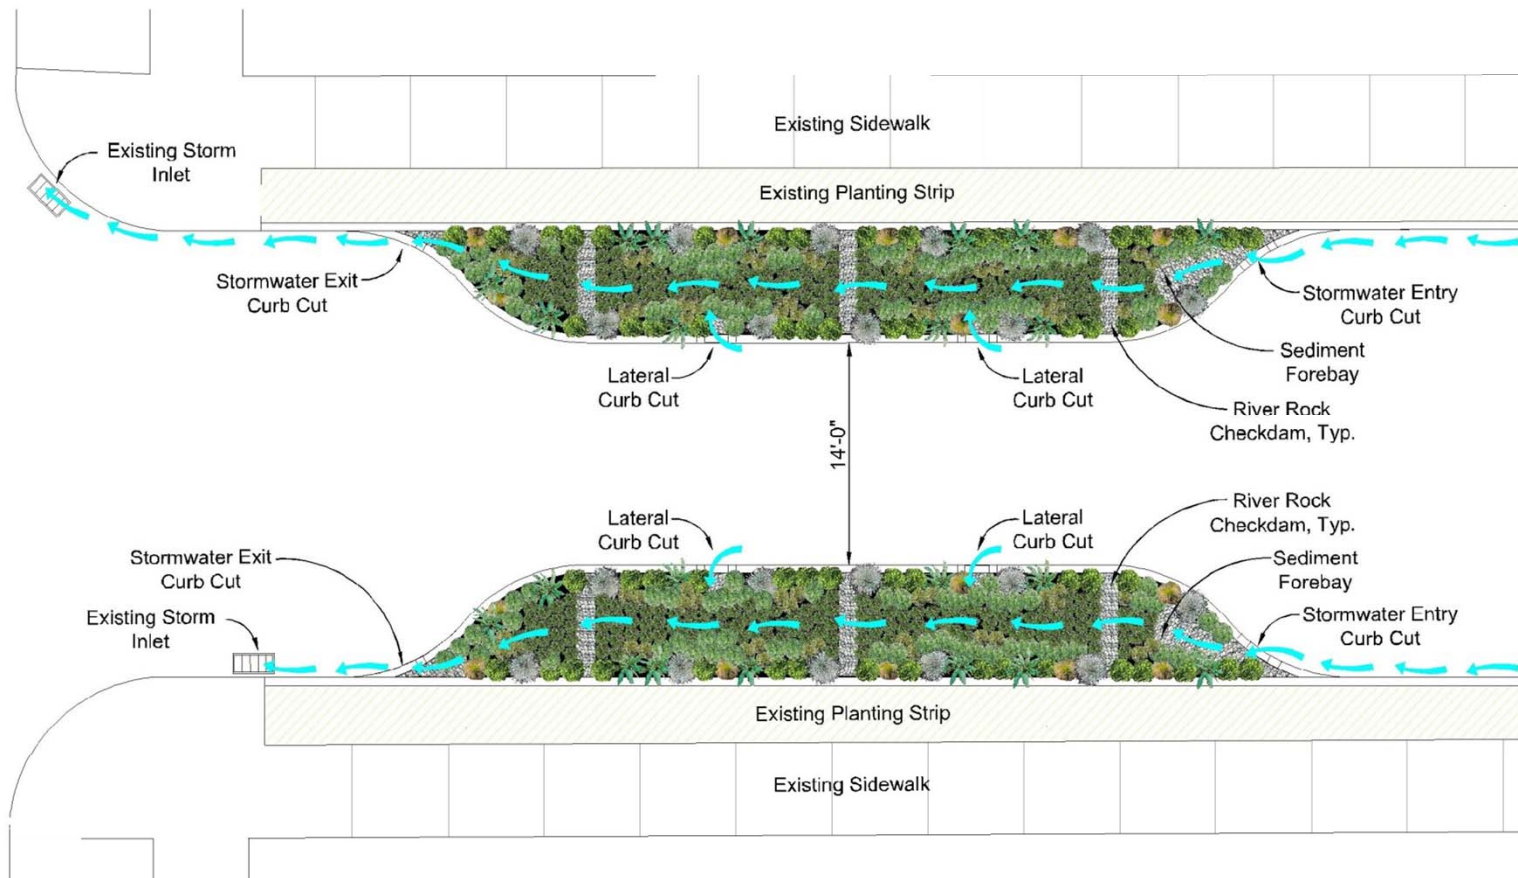 Existing Sidewalk
Existing Storm
Inlet
Existing Planting Strip
Stormwater Exit
Curb Cut
Stormwater Entry
Curb Cut
Sediment
Forebay
Lateral
Curb Cut
Lateral
Curb Cut
River Rock
Checkdam, Typ.
14'-0"
Lateral
Curb Cut
Lateral
Curb Cut
River Rock
Checkdam, Typ.
Stormwater Exit
Curb Cut
Sediment
Forebay
Existing Storm
Inlet
Stormwater Entry
Curb Cut
Existing Planting Strip
Existing Sidewalk